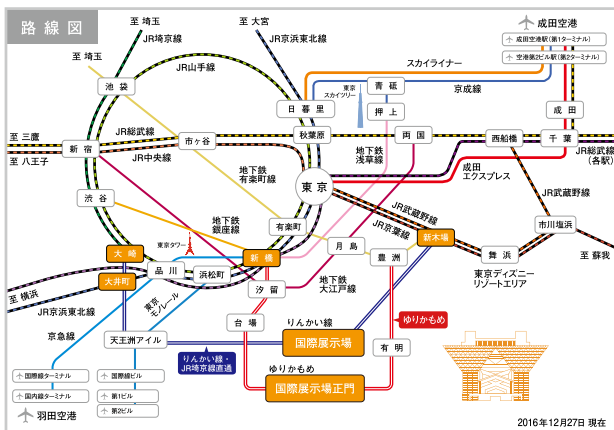 路線図
至 埼玉
JR埼京線
至 大宮
JR京浜東北線
成田空港
成田空港駅(第1ターミナル)
空港第2ビル駅(第2ターミナル)
至 埼玉
JR山手線
スカイライナー
池袋
東京
スカイツリー
青砥
京成線
日暮里
押上
成田
至 三鷹
JR総武線
市ヶ谷
秋葉原
両国
西船橋
千葉
新宿
至 八王子
JR中央線
地下鉄
浅草線
JR総武線
(各駅)
地下鉄
有楽町線
東京
成田
エクスプレス
渋谷
地下鉄
銀座線
JR武蔵野線
JR武蔵野線
有楽町
JR京葉線
市川塩浜
東京タワー
新木場
大崎
新橋
月島
豊洲
舞浜
至 蘇我
品川
浜松町
大井町
汐留
地下鉄
大江戸線
東京ディズニー
リゾートエリア
至 横浜
東京
モノレール
JR京浜東北線
台場
りんかい線
ゆりかもめ
京急線
天王洲アイル
国際展示場
有明
りんかい線・
JR埼京線直通
ゆりかもめ
国際線ターミナル
国際線ビル
国際展示場正門
国内線ターミナル
第1ビル
羽田空港
第2ビル
2016年12月27日 現在